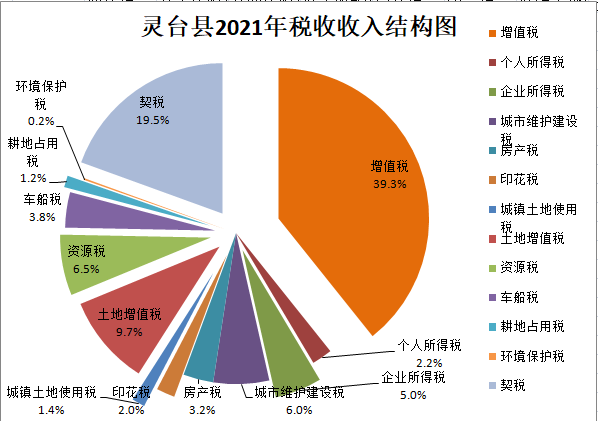 灵台县2021年税收收入结构图
增值税
39.3%
个人所得税
2.2%
企业所得税
5.0%
城市维护建设税
6.0%
房产税
3.2%
印花税
2.0%
城镇土地使用税
1.4%
土地增值税
9.7%
资源税
6.5%
车船税
3.8%
耕地占用
税
1.2%
环境保护
税
0.2%
契税
19.5%
增值税
个人所得税
企业所得税
城市维护建设
税
房产税
印花税
城镇土地使用
税
土地增值税
资源税
车船税
耕地占用税
环境保护税
契税